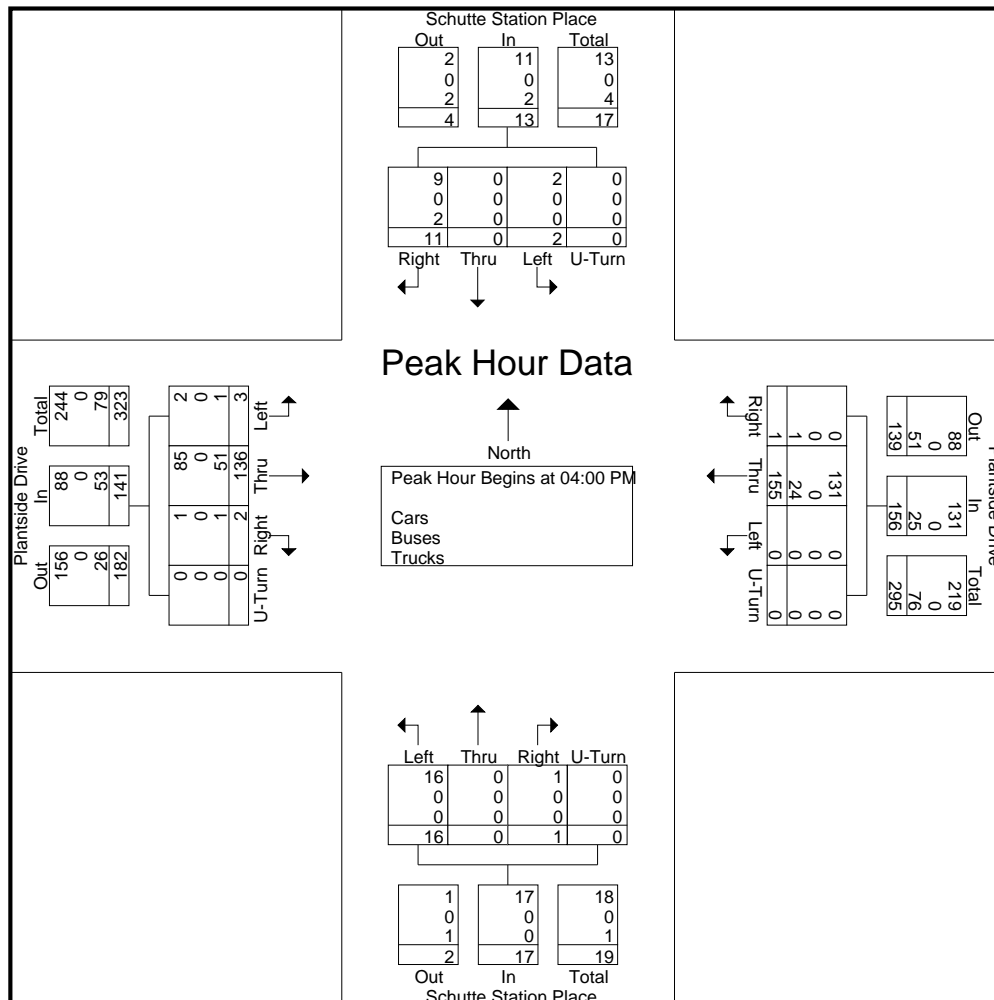 Schutte Station Place
Out In Total
2 11 13
0 0 0
2 2 4
4 13 17
9 0 2 0
0 0 0 0
2 0 0 0
11 0 2 0
Right Thru Left U-Turn
Peak Hour Data
North
Peak Hour Begins at 04:00 PM
Cars
Buses
Trucks
Plantside Drive
Total In Out
244 88 156
0 0 0
79 53 26
323 141 182
2 85 1 0
0 0 0 0
1 51 1 0
3 136 2 0
Left Thru Right U-Turn
Right Thru Left U-Turn
0 131 0 0
0 0 0 0
1 24 0 0
1 155 0 0
Out In Total
88 131 219
0 0 0
51 25 76
139 156 295
Plantside Drive
Left Thru Right U-Turn
16 0 1 0
0 0 0 0
0 0 0 0
16 0 1 0
1 17 18
0 0 0
1 0 1
2 17 19
Out In Total
Schutte Station Place